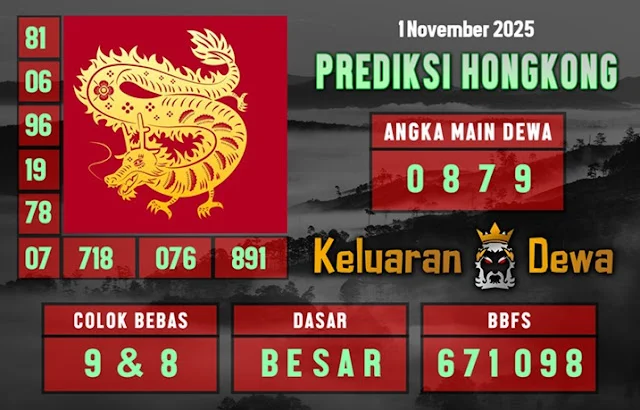 1 November 2025
PREDIKSI HONGKONG
81
06
96
19
78
07 718 076 891
ANGKA MAIN DEWA
0 8 7 9
Keluaran Dewa
COLOK BEBAS
9 & 8
DASAR
BESAR
BBFS
671098